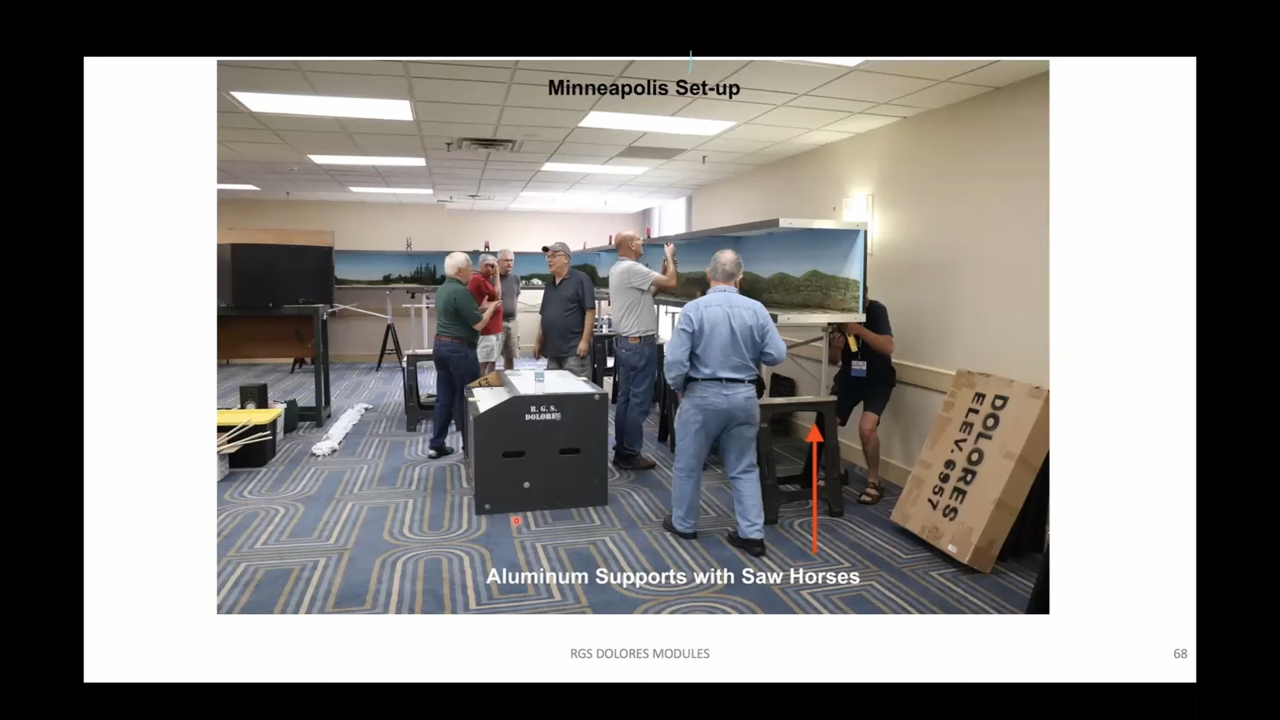 Minneapolis Set-up
R. G. S.
DOLORES
DOLORES
ELEV. 6957
Aluminum Supports with Saw Horses
RGS DOLORES MODULES
68